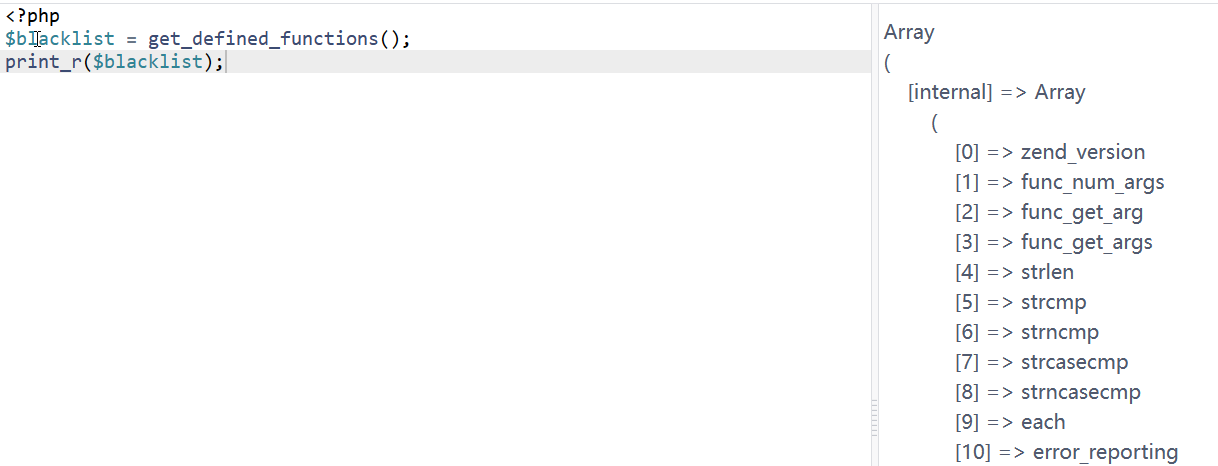 <?php
$blacklist = get_defined_functions();
print_r($blacklist);
Array
(
[internal] => Array
(
[0] => zend_version
[1] => func_num_args
[2] => func_get_arg
[3] => func_get_args
[4] => strlen
[5] => strcmp
[6] => strncmp
[7] => strcasecmp
[8] => strncasecmp
[9] => each
[10] => error_reporting